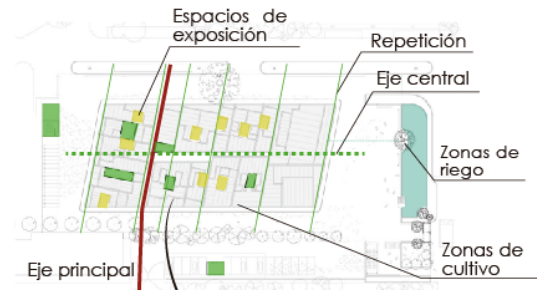 Espacios de
exposición
Repetición
Eje central
Zonas de
riego
Zonas de
cultivo
Eje principal